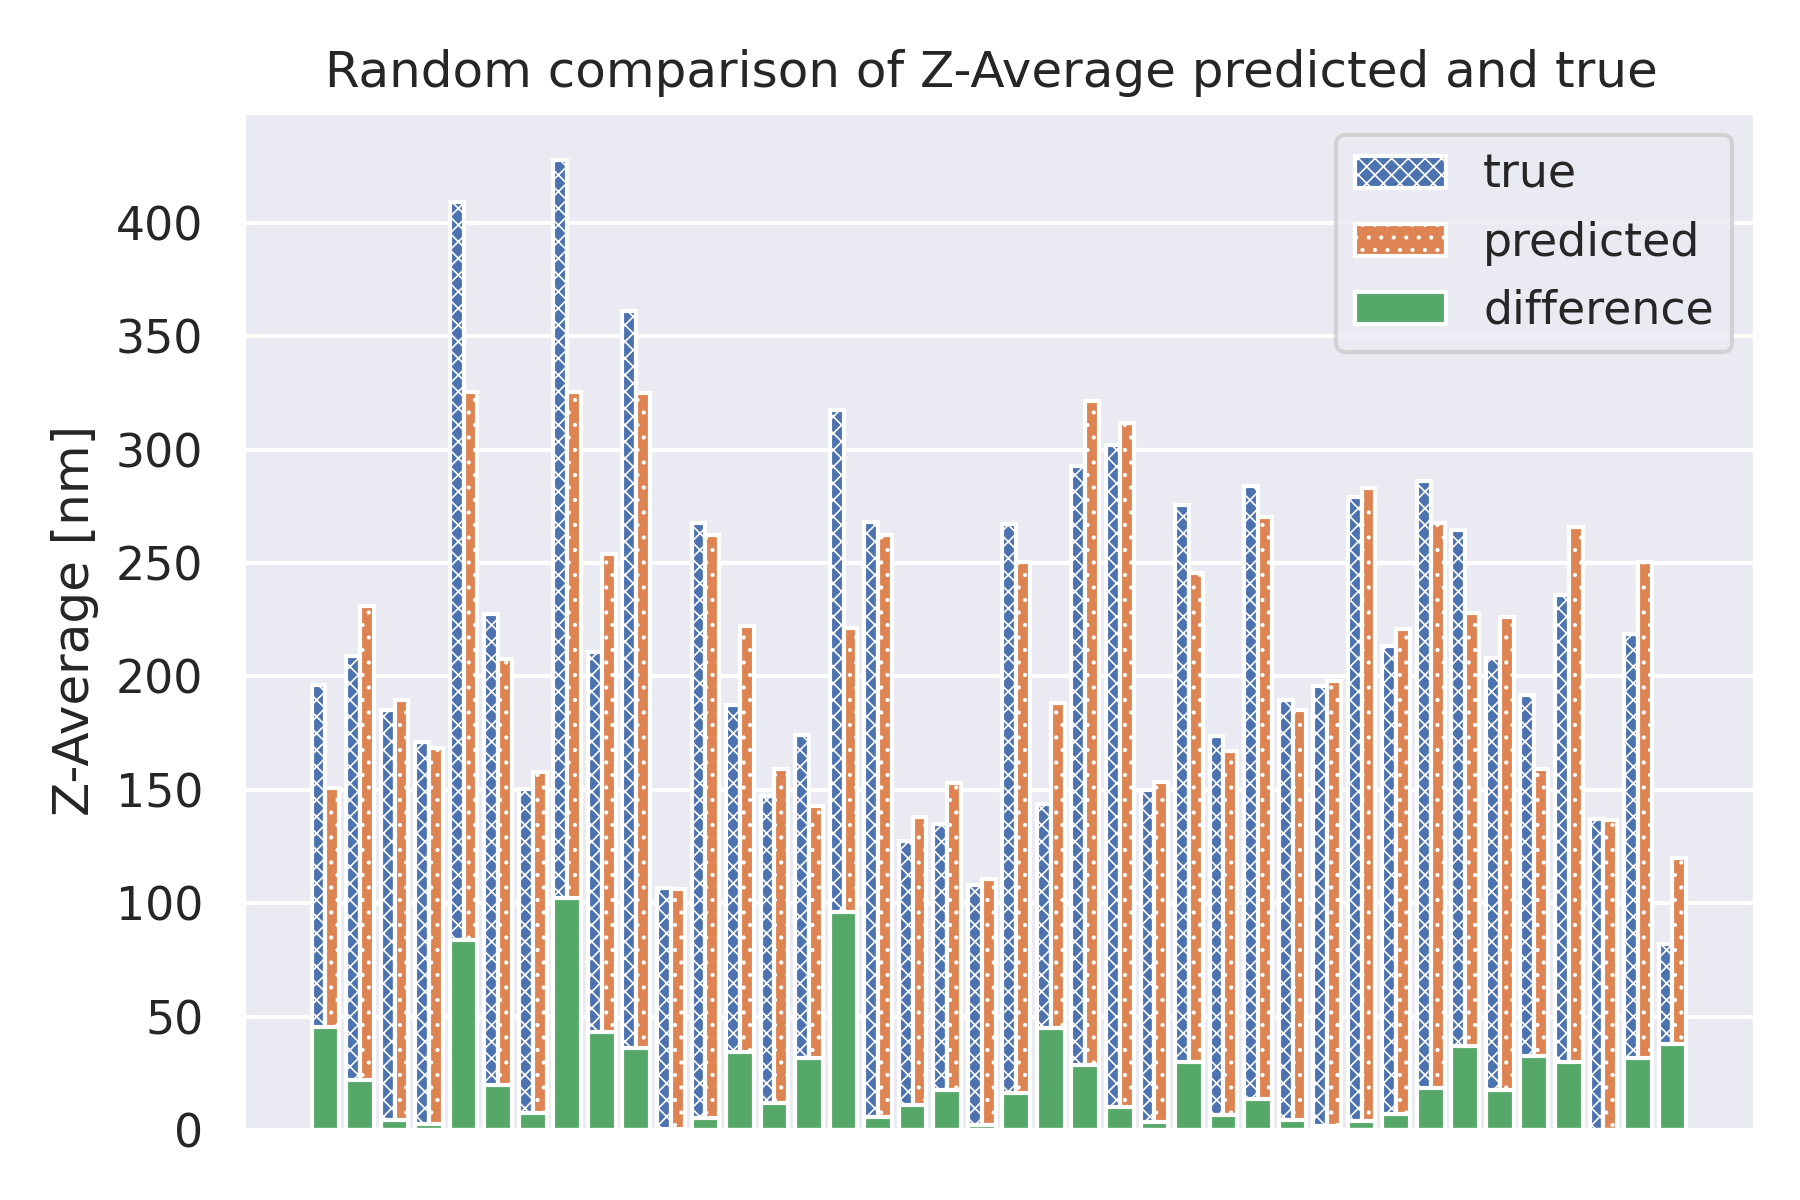 Random comparison of Z-Average predicted and true
true
predicted
difference
Z-Average [nm]
400
350
300
250
200
150
100
50
0